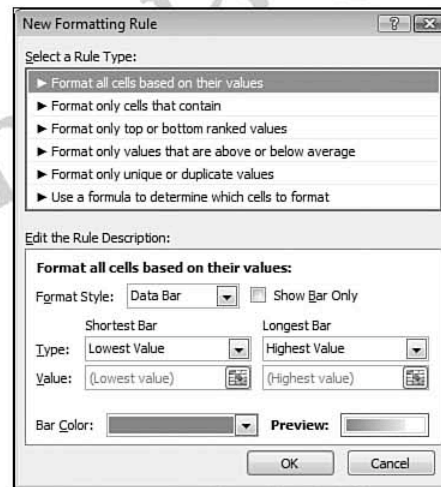 New Formatting Rule
Select a Rule Type:
► Format all cells based on their values
► Format only cells that contain
► Format only top or bottom ranked values
► Format only values that are above or below average
► Format only unique or duplicate values
► Use a formula to determine which cells to format
Edit the Rule Description:
Format all cells based on their values:
Format Style: Data Bar Show Bar Only
Shortest Bar Longest Bar
Type: Lowest Value Highest Value
Value: (Lowest value) (Highest value)
Bar Color: Preview:
OK Cancel